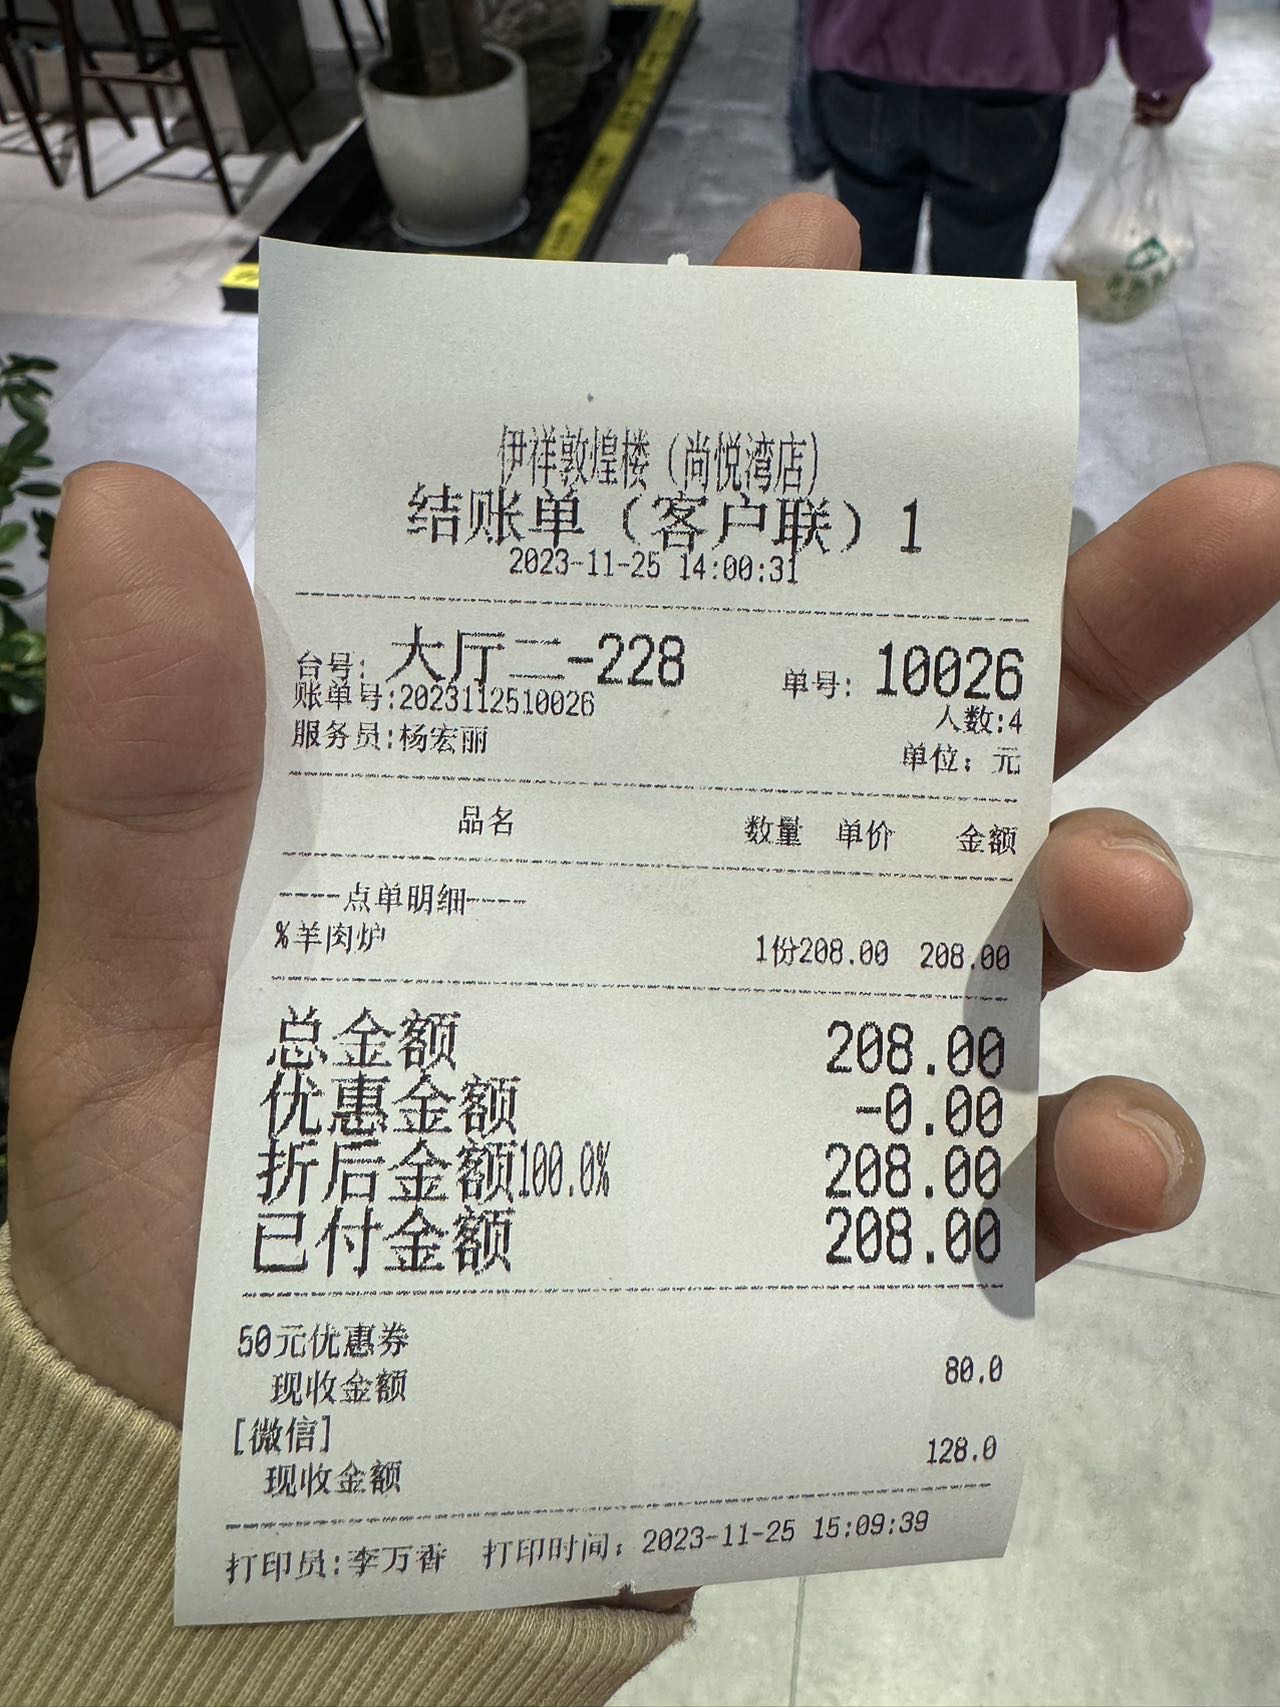 伊祥敦煌楼（尚悦湾店）
结账单（客户联）1
2023-11-25 14:00:31
台号：大厅二-228 单号：10026
账单号:2023112510026 人数:4
服务员:杨宏丽 单位：元
品名 数量 单价 金额
----点单明细----
%羊肉炉 1份208.00 208.00
总金额 208.00
优惠金额 -0.00
折后金额100.0% 208.00
已付金额 208.00
50元优惠券
现收金额 80.0
[微信]
现收金额 128.0
打印员:李万香 打印时间：2023-11-25 15:09:39